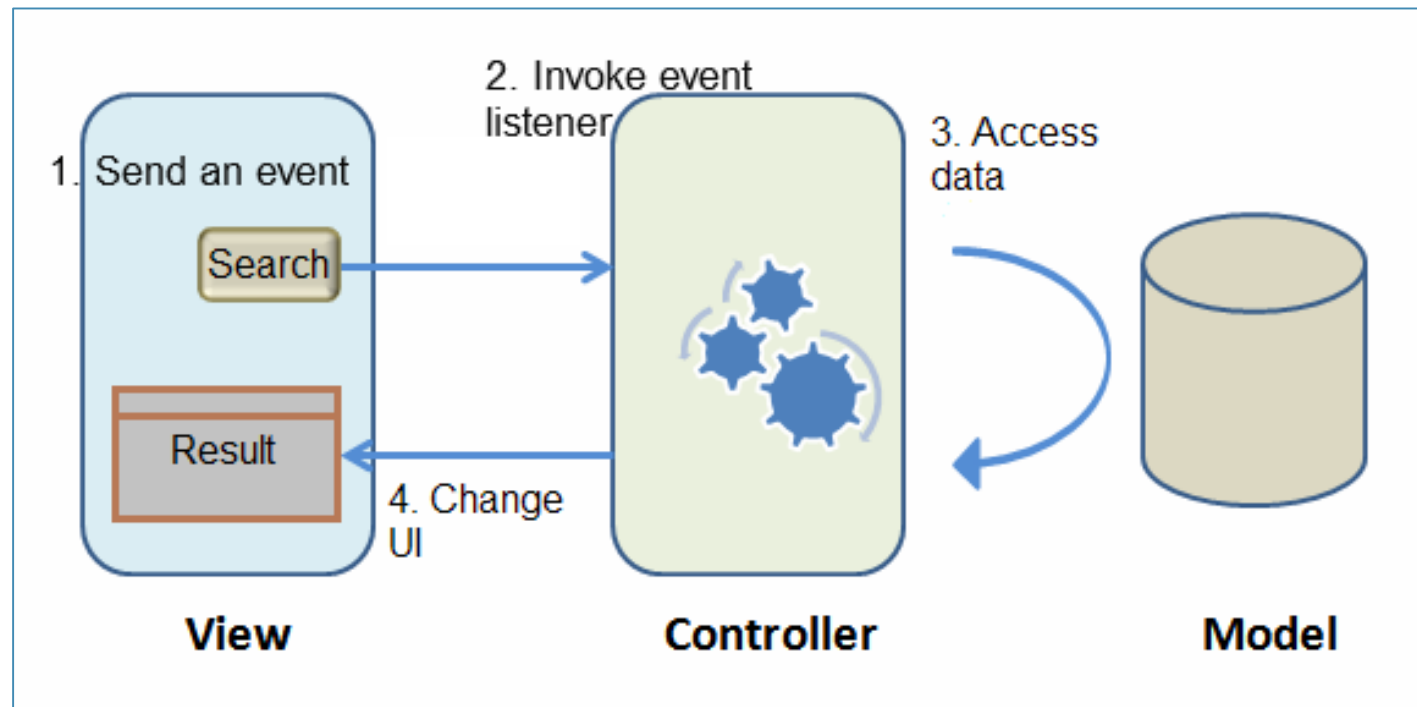 2. Invoke event
listener
3. Access
data
1. Send an event
Search
Result
4. Change
UI
View
Controller
Model